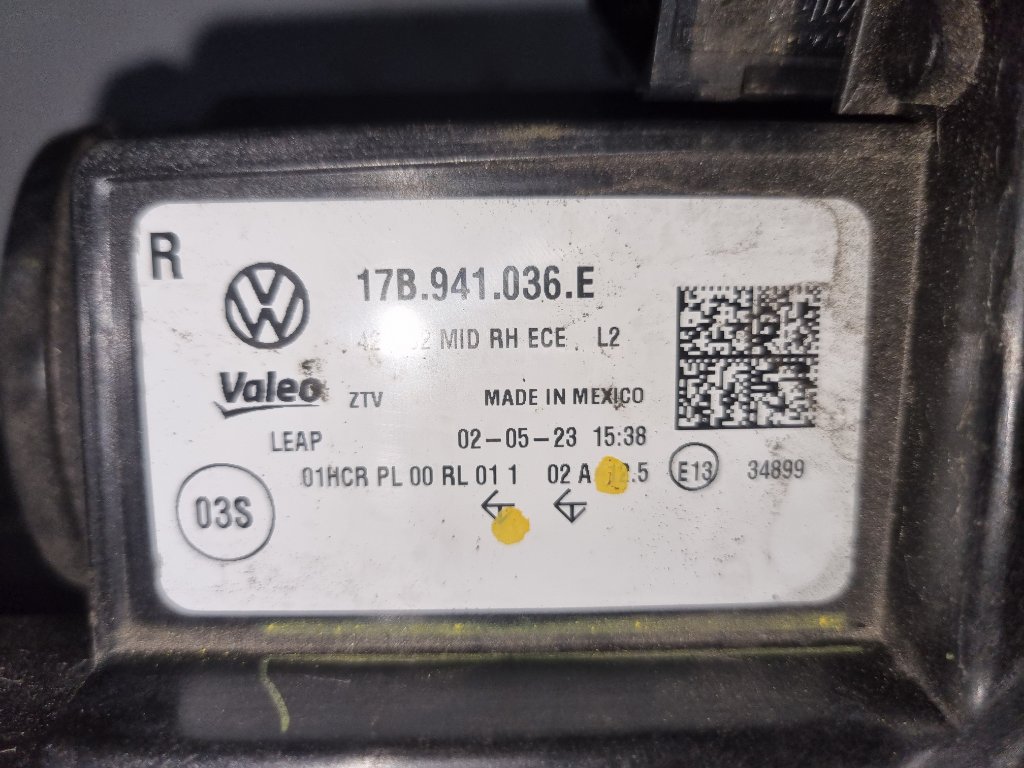 R
17B.941.036.E
MID RH ECE L2
Valeo ZTV MADE IN MEXICO
LEAP 02-05-23 15:38
01HCR PL 00 RL 01 1 02 A E13 34899
03S